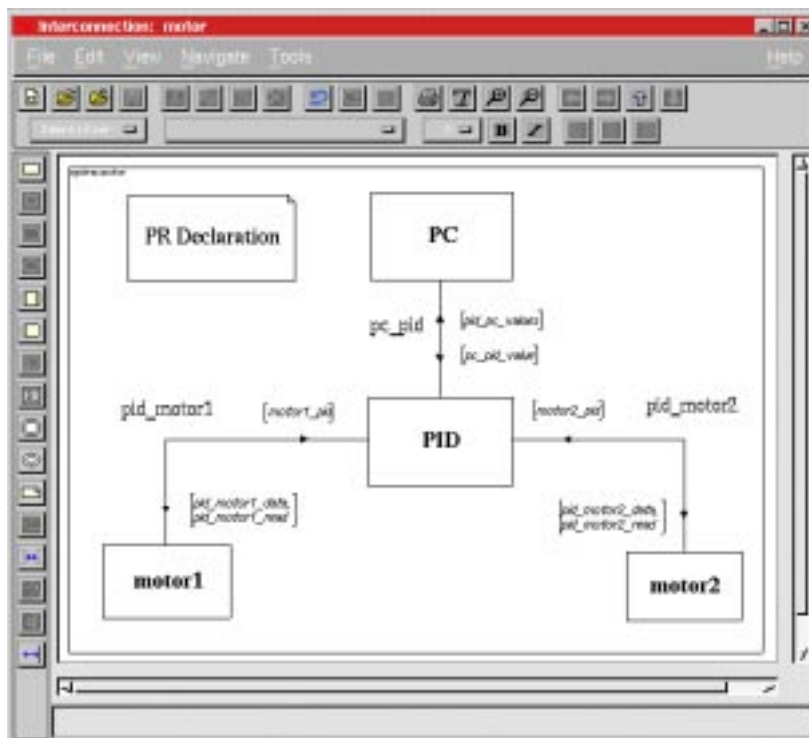 Interconnection: motor
File Edit View Navigate Tools Help
PR Declaration
PC
pc_pid
[pid_pc_values]
[pc_pid_value]
pid_motor1
[motor1_pid]
PID
[motor2_pid]
pid_motor2
[pid_motor1_data,
pid_motor1_read]
[pid_motor2_data,
pid_motor2_read]
motor1
motor2